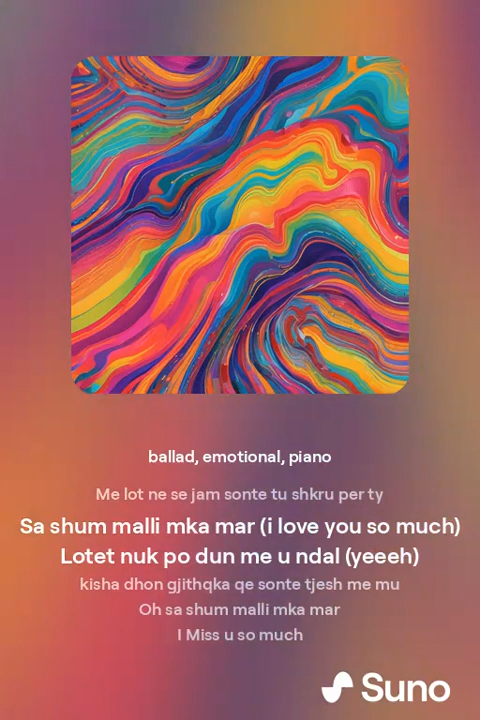 ballad, emotional, piano
Me lot ne se jam sonte tu shkru per ty
Sa shum malli mka mar (i love you so much)
Lotet nuk po dun me u ndal (yeeeh)
kisha dhon gjithqka qe sonte tjesh me mu
Oh sa shum malli mka mar
I Miss u so much
Suno